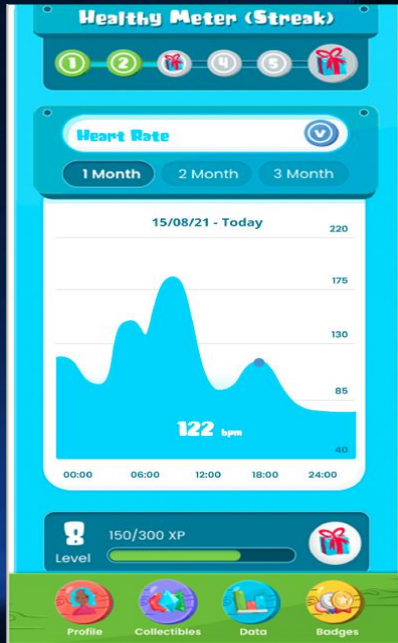 Healthy Meter (Streak)
1 2 4 5
Heart Rate V
1 Month 2 Month 3 Month
15/08/21 - Today
220
175
130
85
122 bpm
40
00:00 06:00 12:00 18:00 24:00
150/300 XP
Level
Profile Collectibles Data Badges